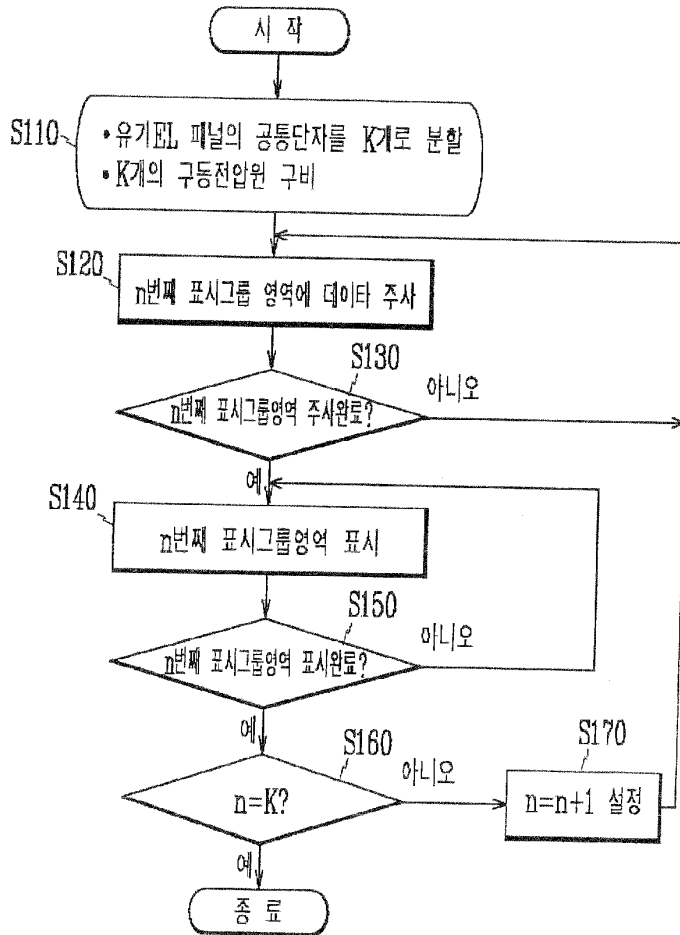 시 작
S110
• 유기EL 패널의 공통단자를 K개로 분할
• K개의 구동전압원 구비
S120
n번째 표시그룹 영역에 데이타 주사
S130
n번째 표시그룹영역 주사완료?
아니오
예
S140
n번째 표시그룹영역 표시
S150
n번째 표시그룹영역 표시완료?
아니오
예
S160
n=K?
아니오
S170
n=n+1 설정
예
종 료